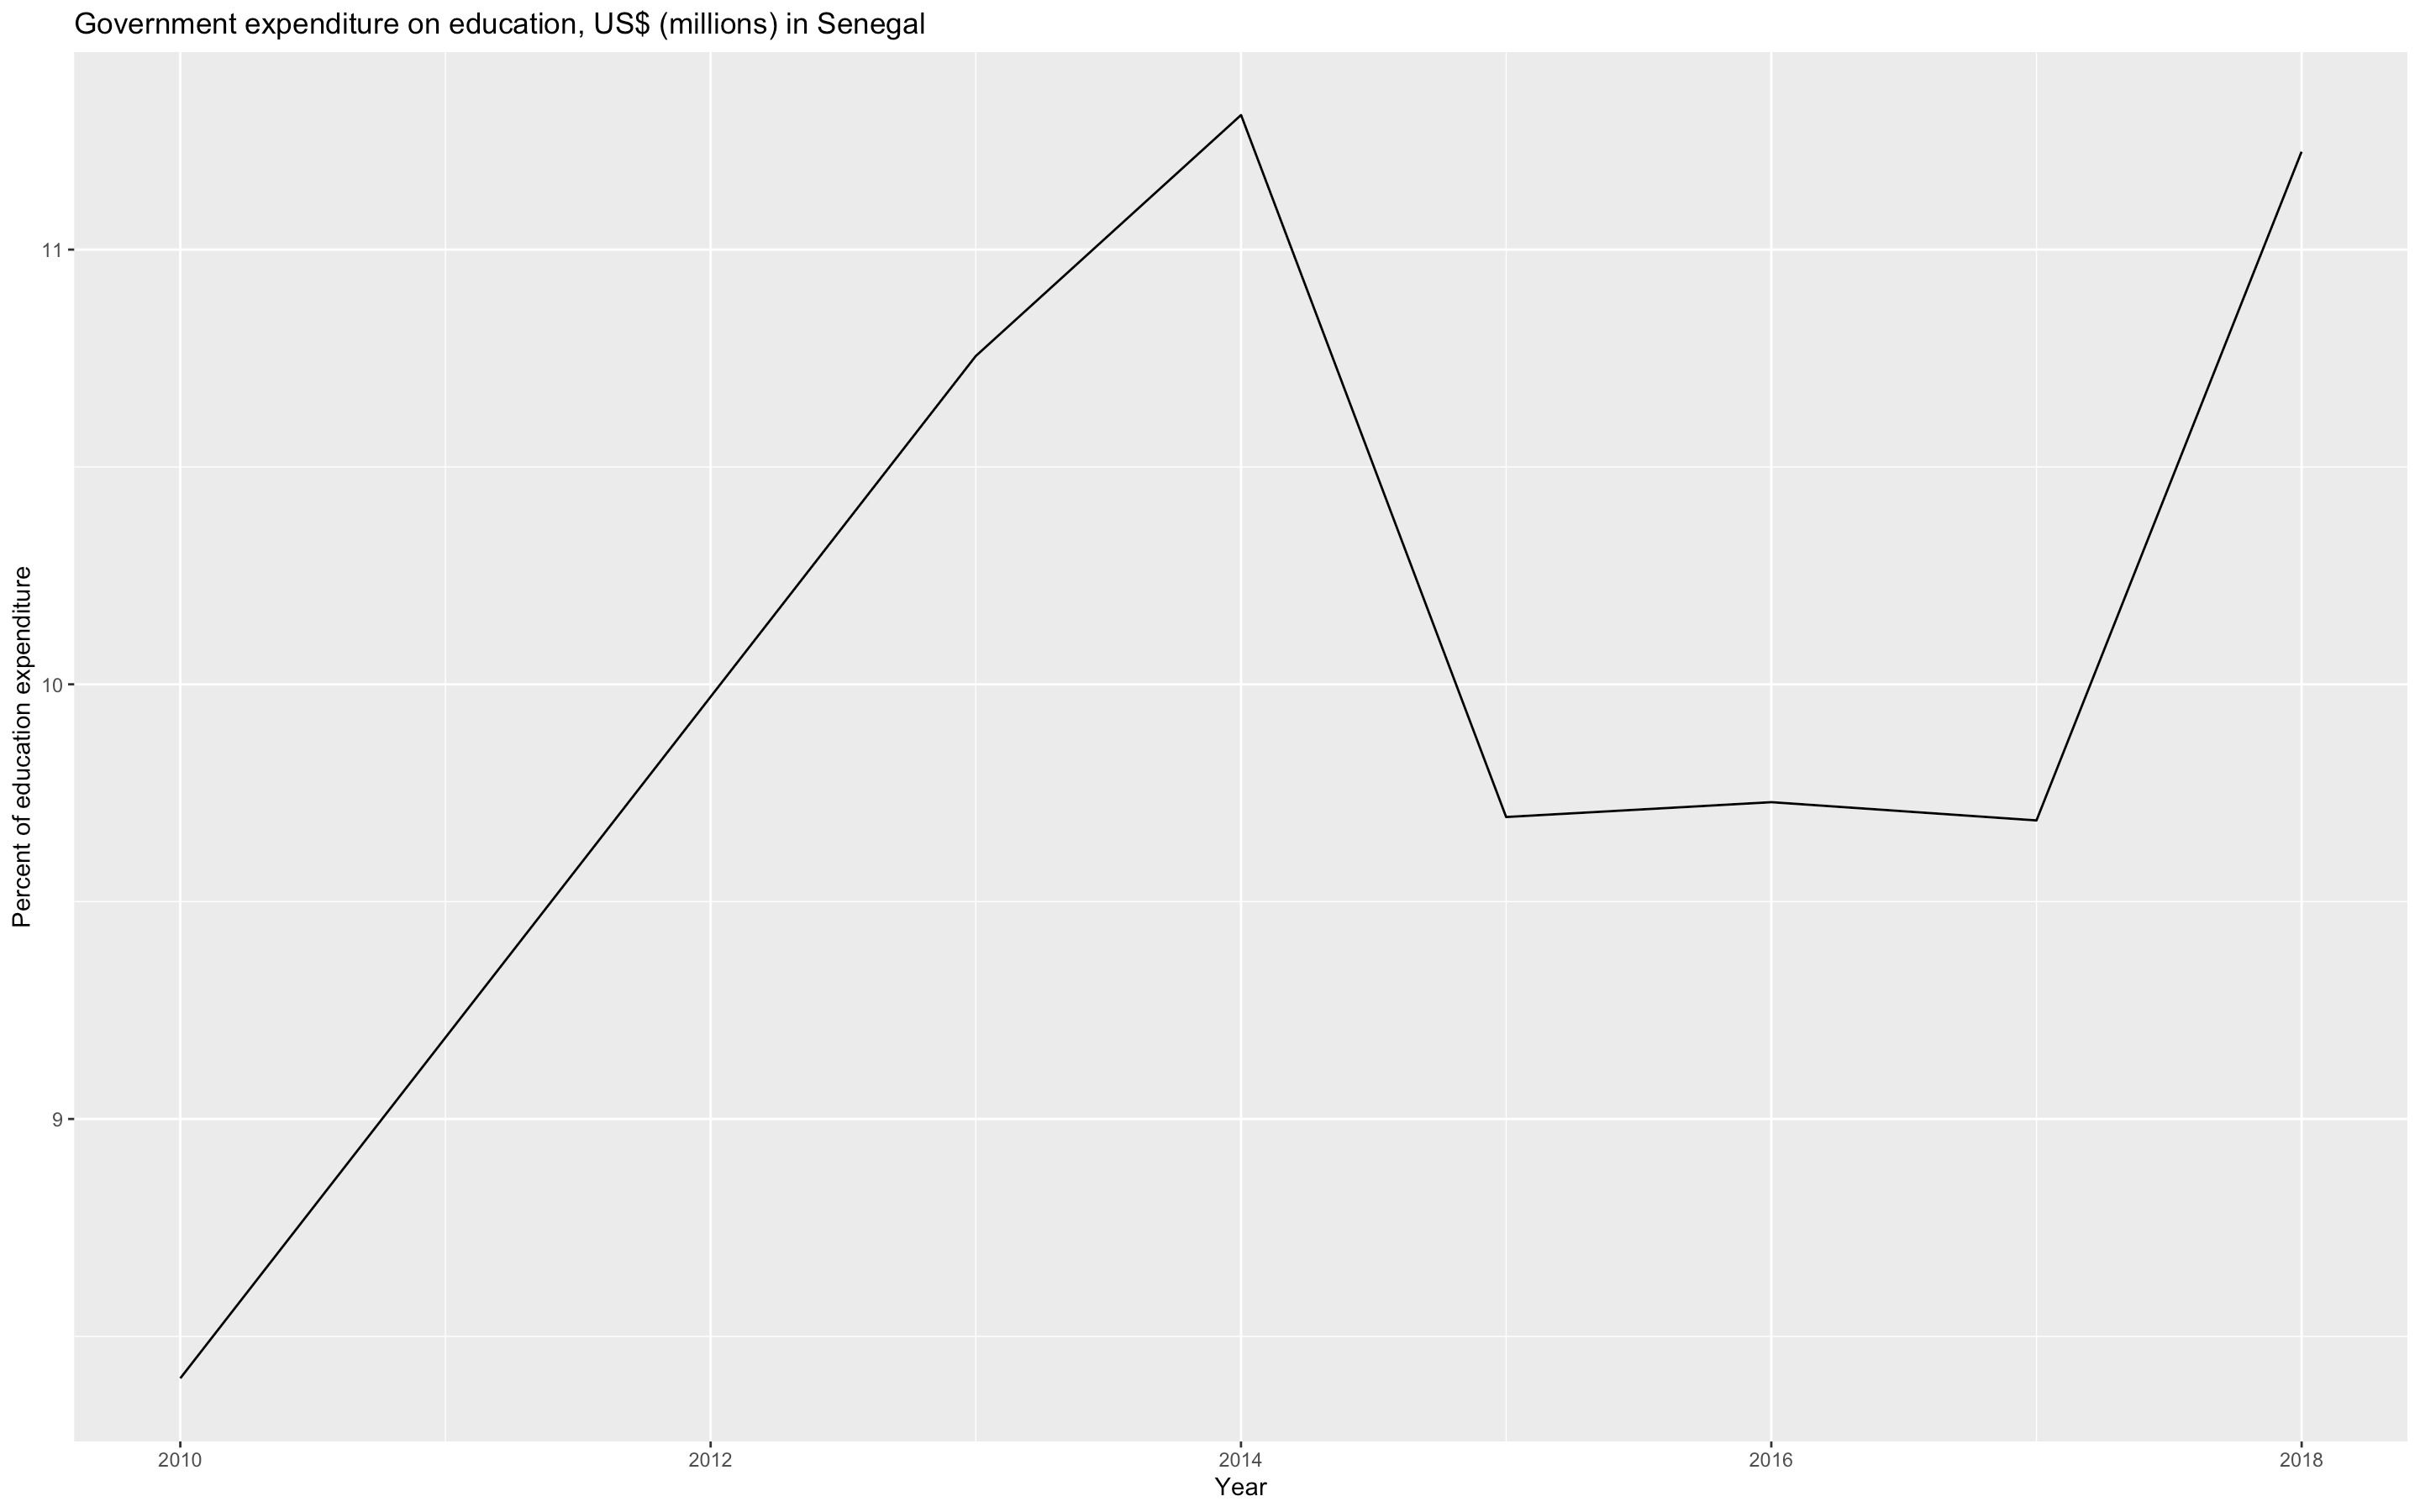 Government expenditure on education, US$ (millions) in Senegal
Percent of education expenditure
11
10
9
2010
2012
2014
2016
2018
Year